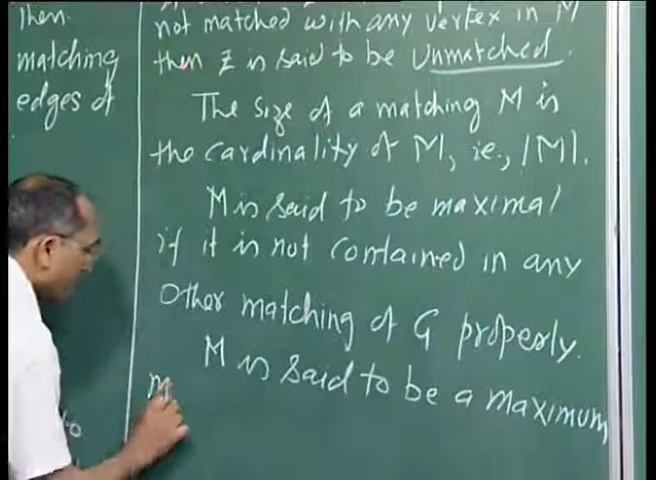 then
matching
edges of
not matched with any vertex in M
then z is said to be Unmatched.
The size of a matching M is
the cardinality of M, ie., |M|.
M is said to be maximal
if it is not contained in any
other matching of G properly.
M is said to be a maximum
m